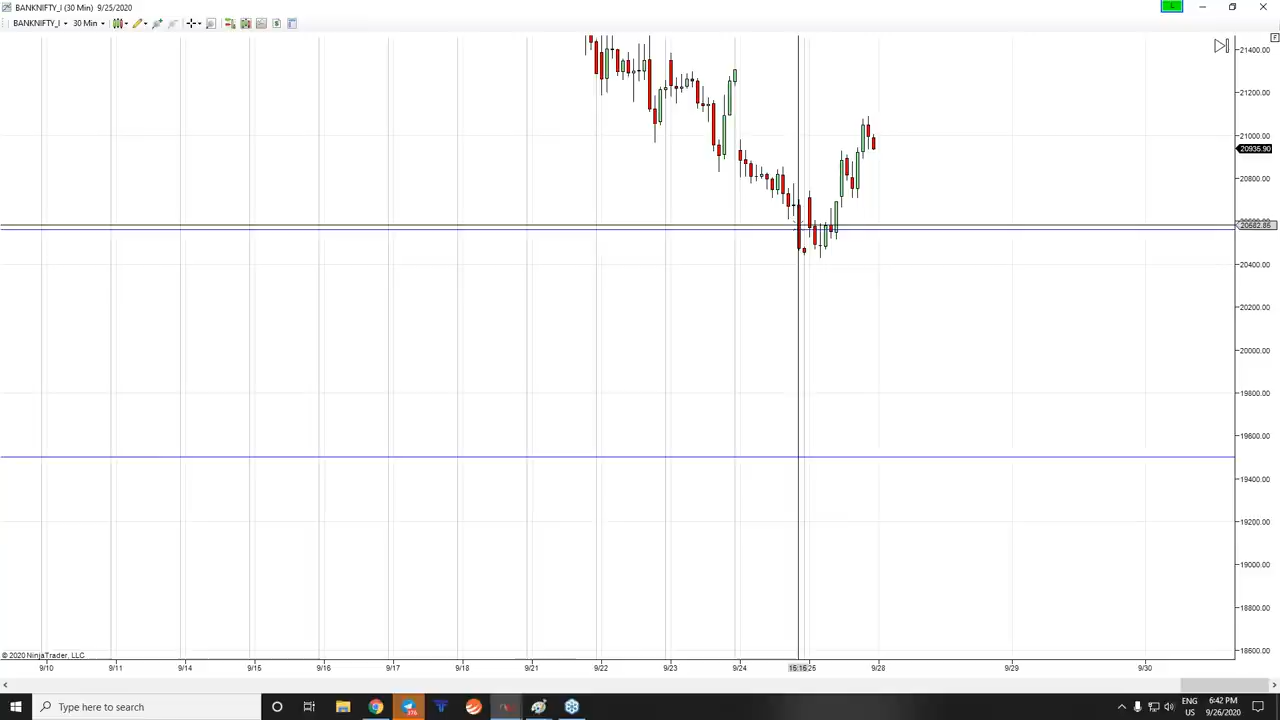 BANKNIFTY_I (30 Min) 9/25/2020
BANKNIFTY_I 30 Min
F
21400.00
21200.00
21000.00
20935.90
20800.00
20682.85
20400.00
20200.00
20000.00
19800.00
19600.00
19400.00
19200.00
19000.00
18800.00
18600.00
© 2020 NinjaTrader, LLC
9/10 9/11 9/14 9/15 9/16 9/17 9/18 9/21 9/22 9/23 9/24 15:15 25 9/28 9/29 9/30
Type here to search
376
ENG 6:42 PM
US 9/26/2020